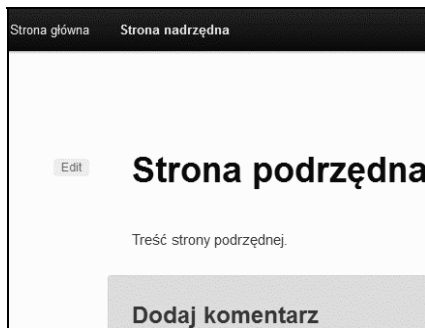 Strona główna Strona nadrzędna
Edit
Strona podrzędna
Treść strony podrzędnej.
Dodaj komentarz